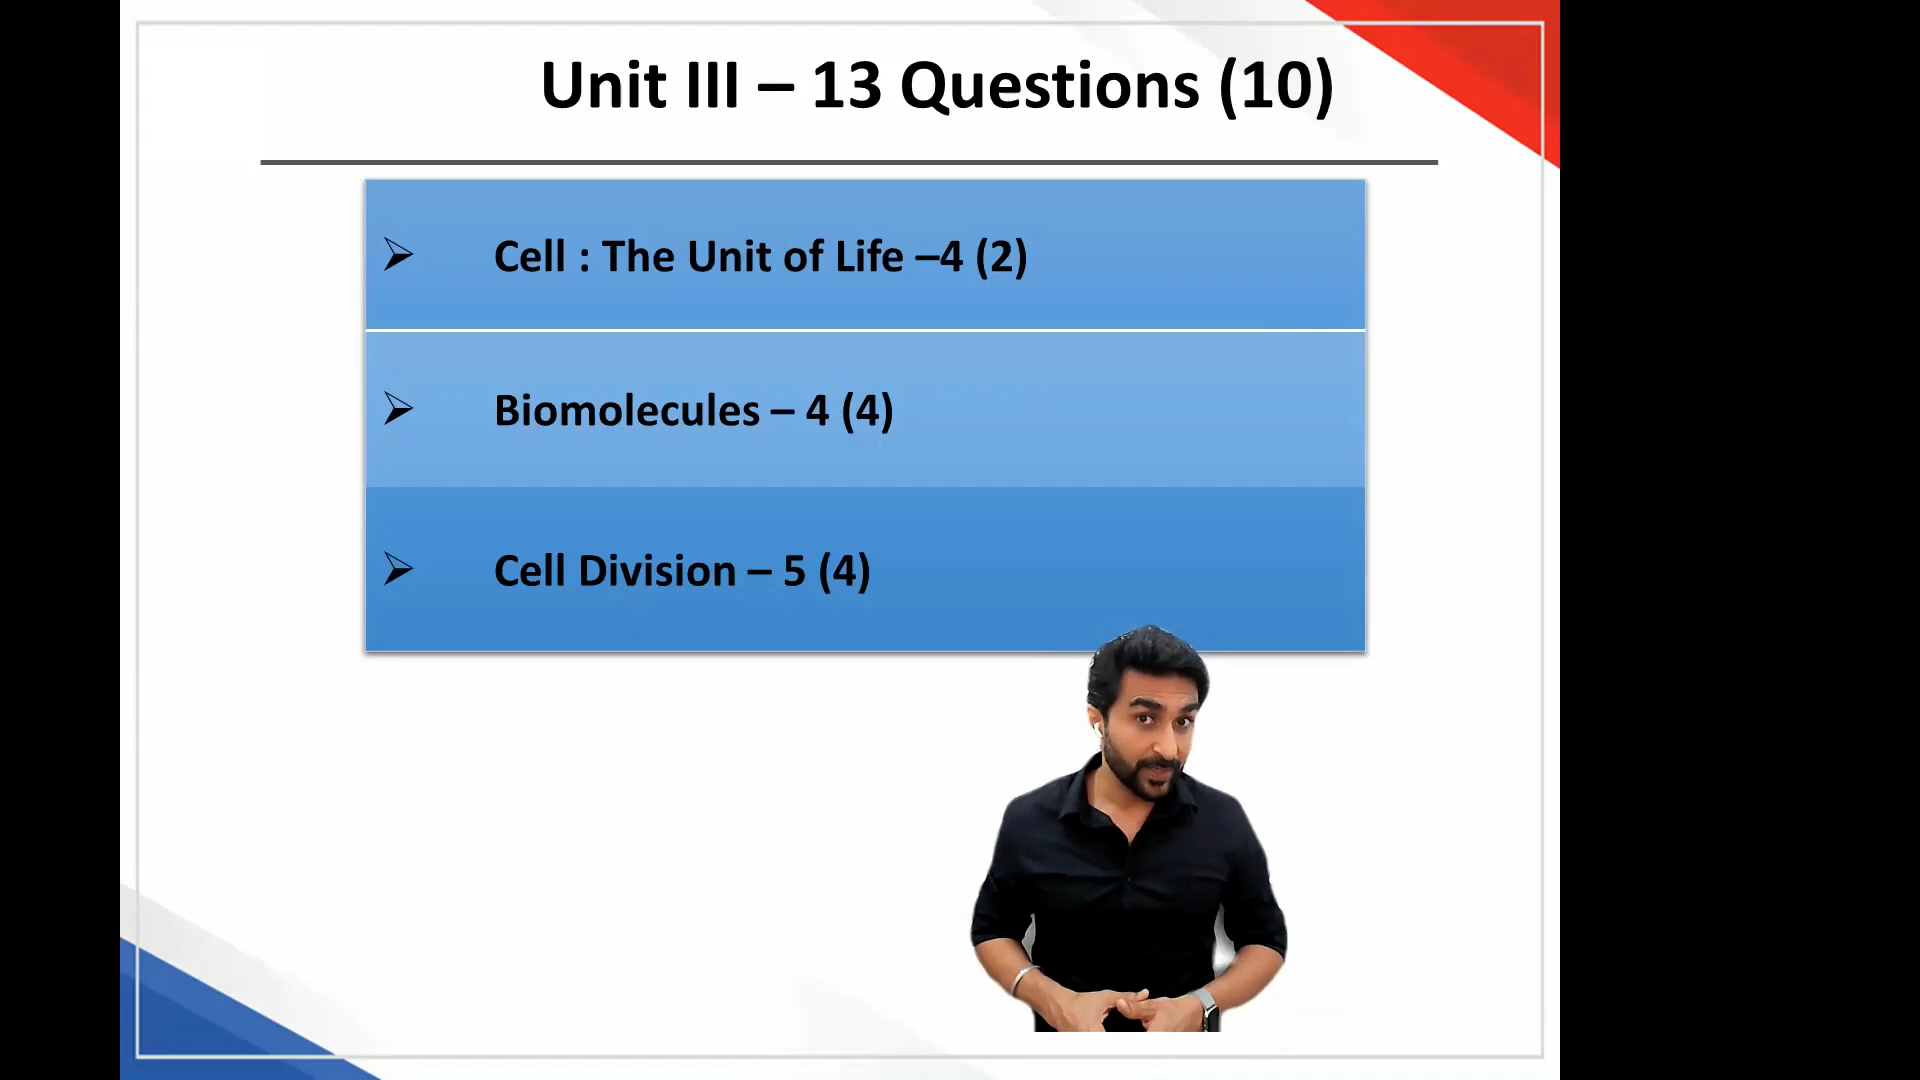 Unit III – 13 Questions (10)
Cell : The Unit of Life –4 (2)
Biomolecules – 4 (4)
Cell Division – 5 (4)